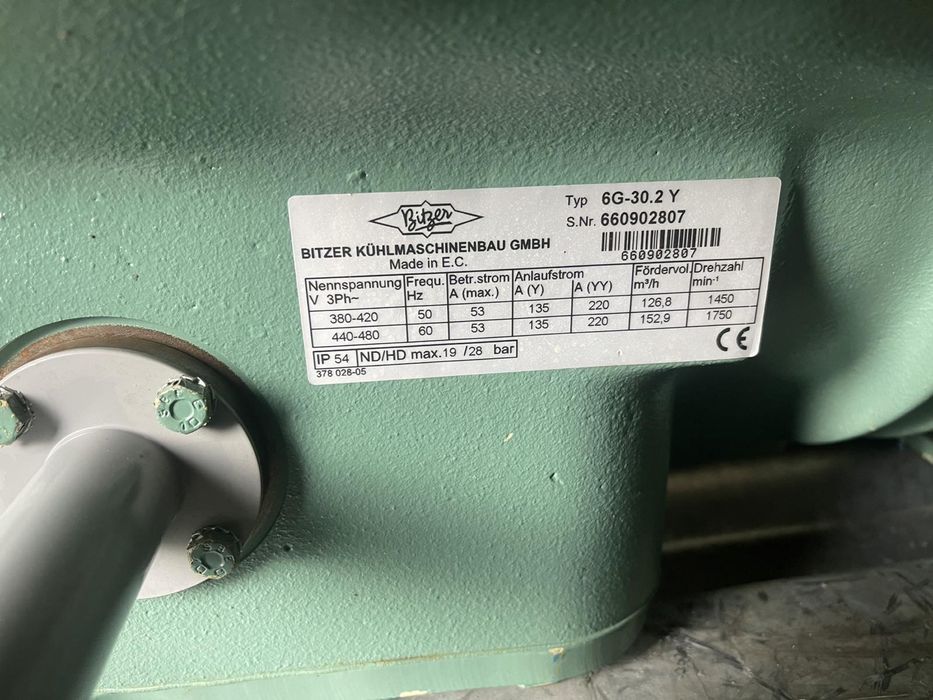 Bitzer
Typ 6G-30.2 Y
S.Nr. 660902807
660902807
BITZER KÜHLMASCHINENBAU GMBH
Made in E.C.
Nennspannung Frequ. Betr.strom Anlaufstrom Fördervol. Drehzahl
V 3Ph~ Hz A (max.) A (Y) A (YY) m³/h min⁻¹
380-420 50 53 135 220 126,8 1450
440-480 60 53 135 220 152,9 1750
IP 54 ND/HD max.19 /28 bar
CE
378 028-05